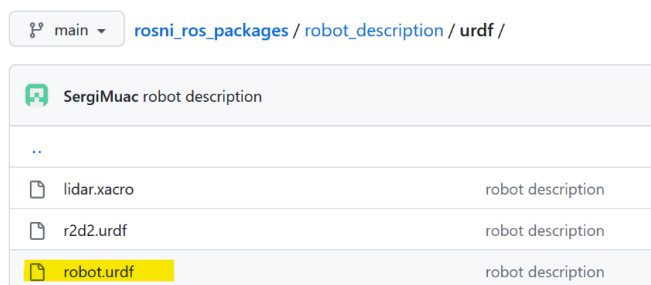 main rosni_ros_packages / robot_description / urdf /
SergiMuac robot description
..
lidar.xacro robot description
r2d2.urdf robot description
robot.urdf robot description